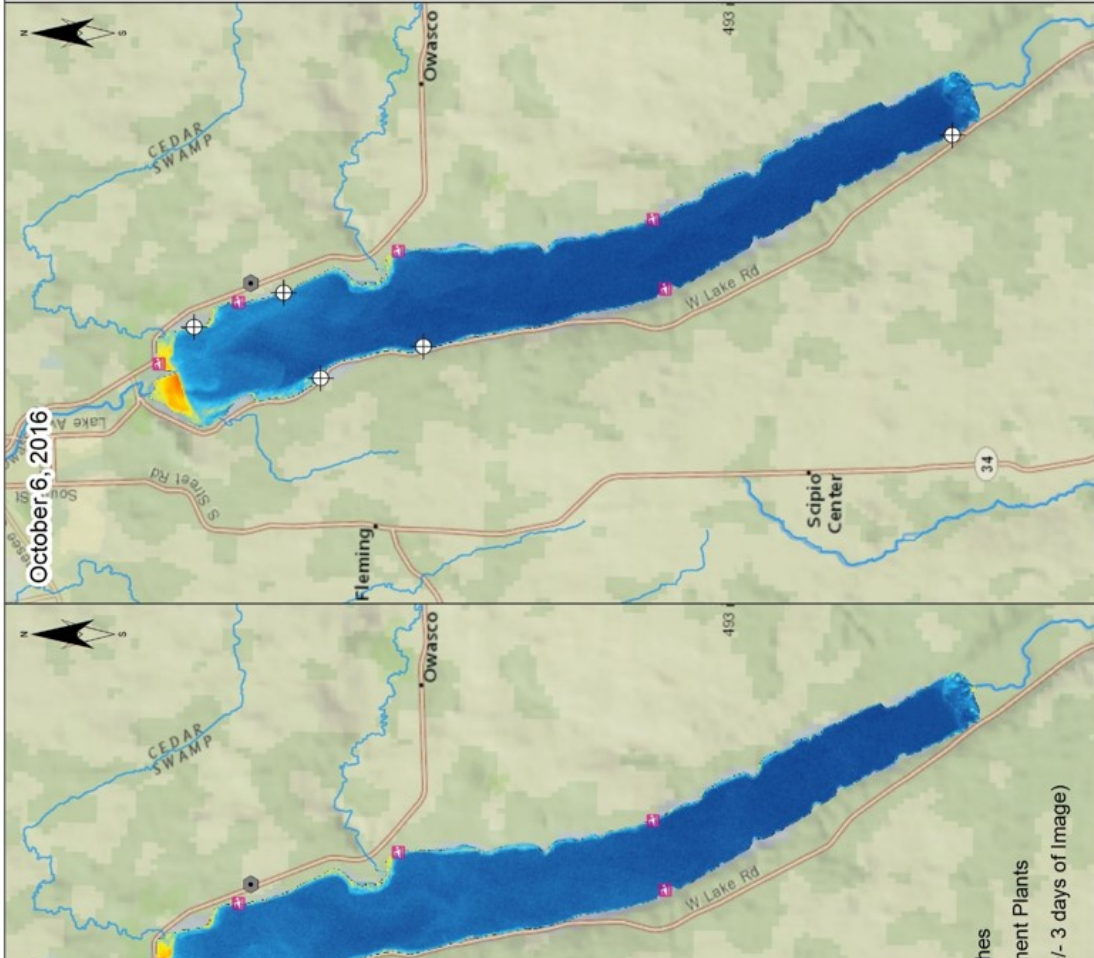 October 6, 2016
N
S
CEDAR
SWAMP
Owasco
493
Lake Av
S Street Rd
W Lake Rd
Fleming
Scipio
Center
34
N
S
CEDAR
SWAMP
Owasco
493
W Lake Rd
hes
nent Plants
/- 3 days of Image)